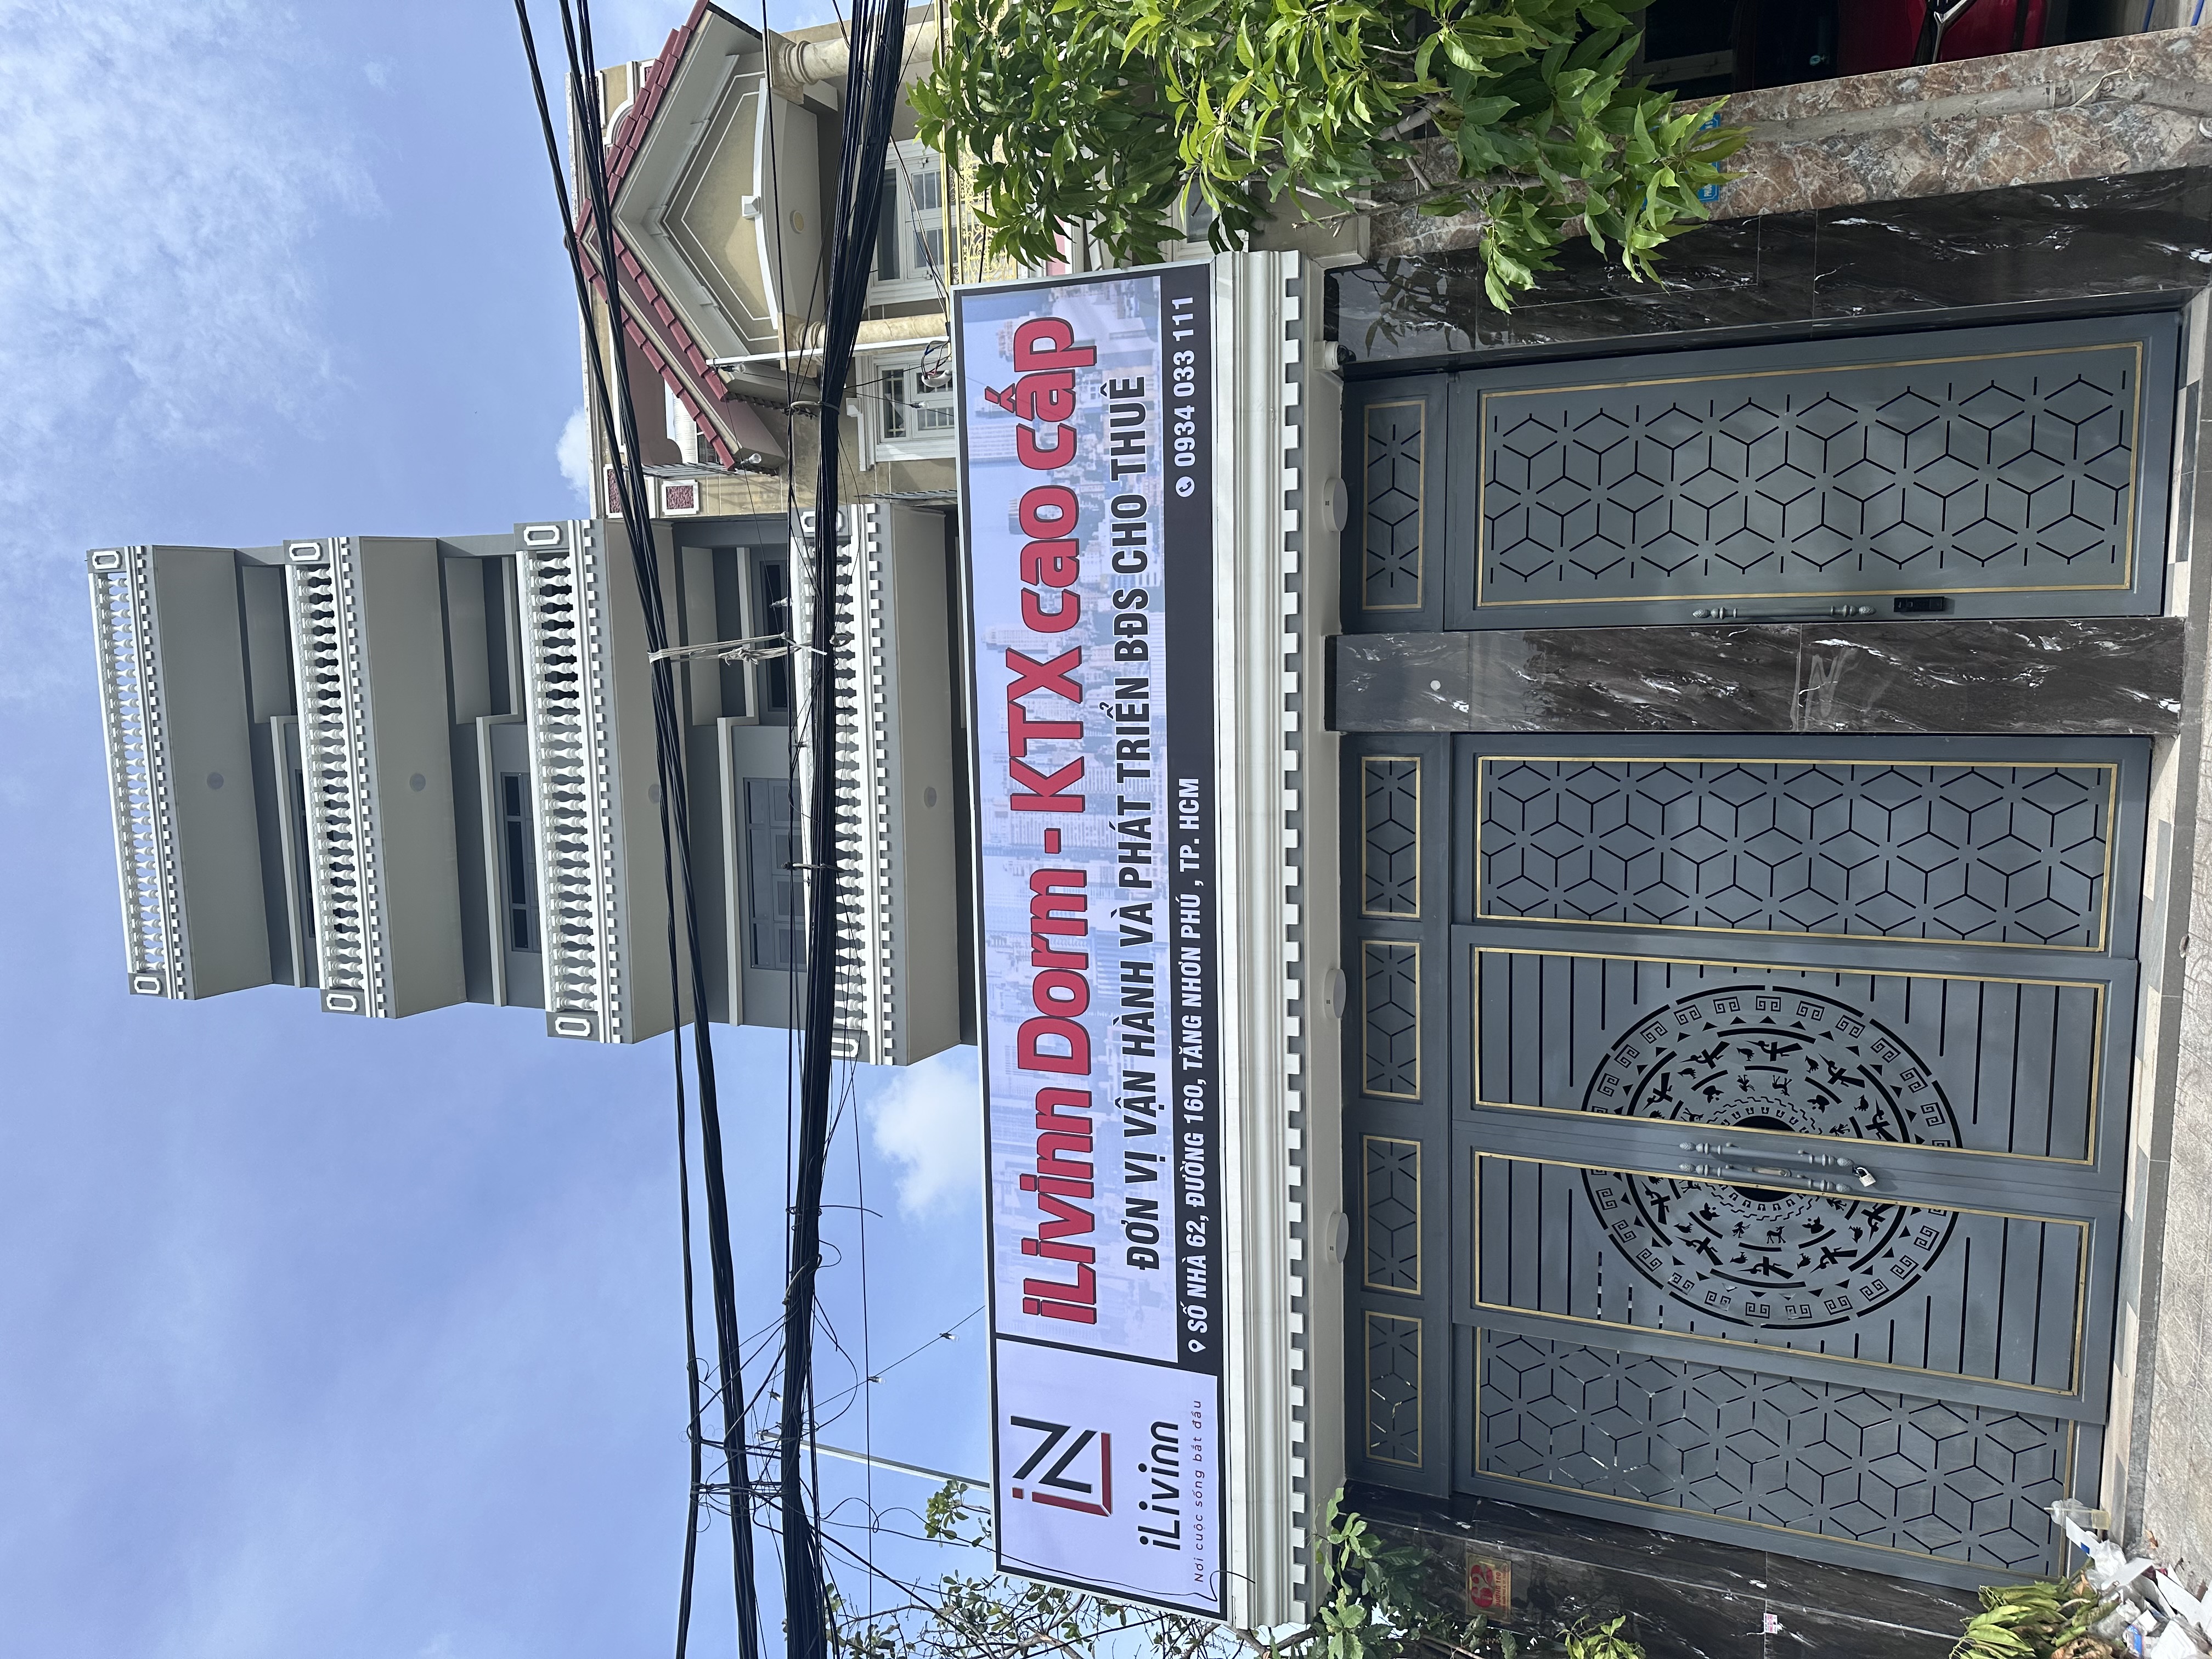 iLivinn
Nơi cuộc sống bắt đầu
iLivinn Dorm - KTX cao cấp
ĐƠN VỊ VẬN HÀNH VÀ PHÁT TRIỂN BĐS CHO THUÊ
SỐ NHÀ 62, ĐƯỜNG 160, TĂNG NHƠN PHÚ , TP. HCM
0934 033 111
62